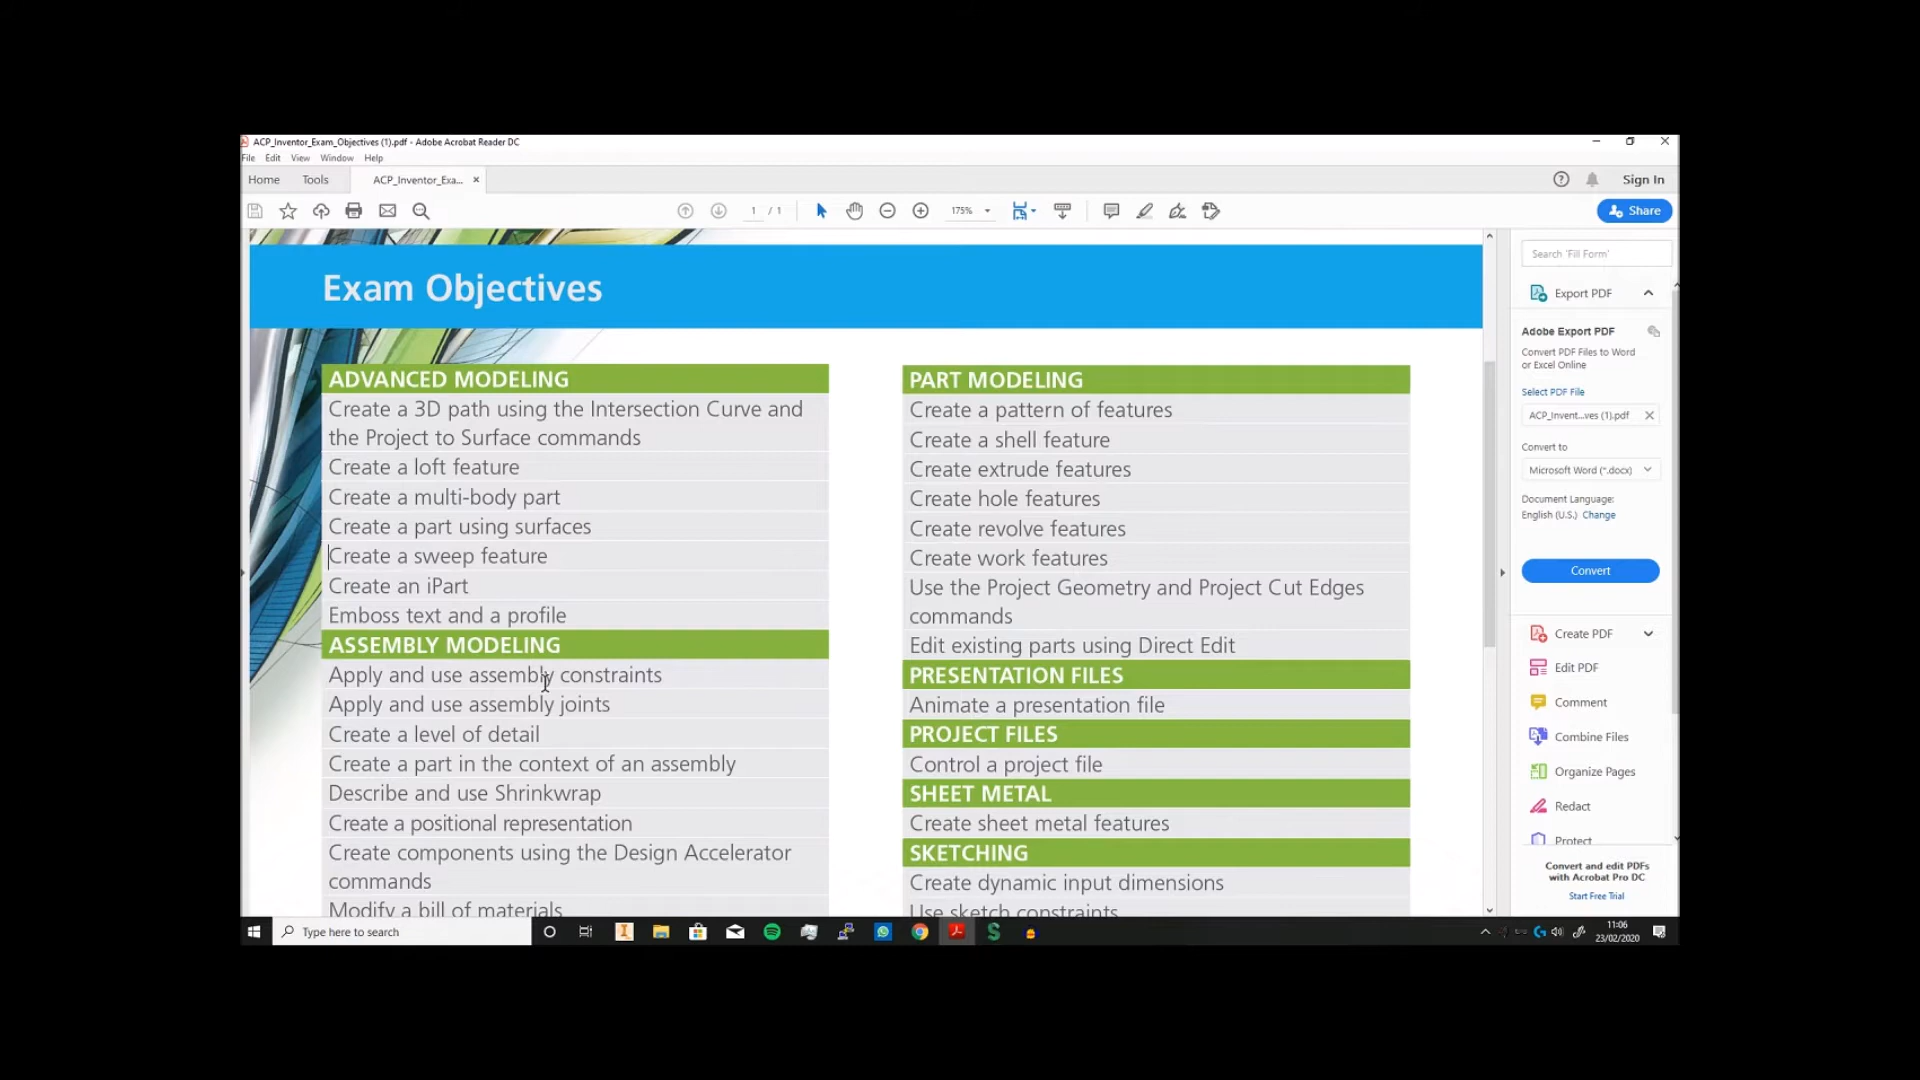 ACP_Inventor_Exam_Objectives (1).pdf - Adobe Acrobat Reader DC
File Edit View Window Help
Home Tools ACP_Inventor_Exa... × Sign In
1 / 1 175% Share
Exam Objectives
ADVANCED MODELING
Create a 3D path using the Intersection Curve and
the Project to Surface commands
Create a loft feature
Create a multi-body part
Create a part using surfaces
Create a sweep feature
Create an iPart
Emboss text and a profile
ASSEMBLY MODELING
Apply and use assembly constraints
Apply and use assembly joints
Create a level of detail
Create a part in the context of an assembly
Describe and use Shrinkwrap
Create a positional representation
Create components using the Design Accelerator
commands
Modify a bill of materials
PART MODELING
Create a pattern of features
Create a shell feature
Create extrude features
Create hole features
Create revolve features
Create work features
Use the Project Geometry and Project Cut Edges
commands
Edit existing parts using Direct Edit
PRESENTATION FILES
Animate a presentation file
PROJECT FILES
Control a project file
SHEET METAL
Create sheet metal features
SKETCHING
Create dynamic input dimensions
Use sketch constraints
Search 'Fill Form'
Export PDF
Adobe Export PDF
Convert PDF Files to Word
or Excel Online
Select PDF File
ACP_Invent...ves (1).pdf
Convert to
Microsoft Word (*.docx)
Document Language:
English (U.S.) Change
Convert
Create PDF
Edit PDF
Comment
Combine Files
Organize Pages
Redact
Protect
Convert and edit PDFs
with Acrobat Pro DC
Start Free Trial
Type here to search
11:06
23/02/2020